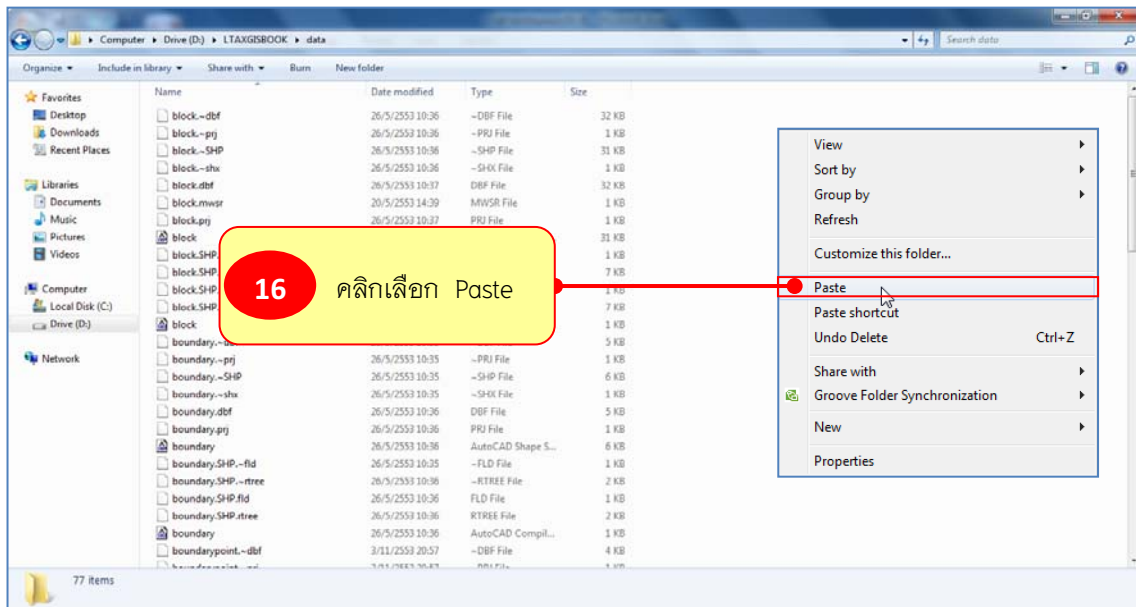 Computer ▸ Drive (D:) ▸ LTAXGISBOOK ▸ data
Search data
Organize Include in library Share with Burn New folder
Name Date modified Type Size
Favorites
Desktop
Downloads
Recent Places
Libraries
Documents
Music
Pictures
Videos
Computer
Local Disk (C:)
Drive (D:)
Network
block.~dbf 26/5/2553 10:36 ~DBF File 32 KB
block.~prj 26/5/2553 10:36 ~PRJ File 1 KB
block.~SHP 26/5/2553 10:36 ~SHP File 31 KB
block.~shx 26/5/2553 10:36 ~SHX File 1 KB
block.dbf 26/5/2553 10:37 DBF File 32 KB
block.mwsr 20/5/2553 14:39 MWSR File 1 KB
block.prj 26/5/2553 10:37 PRJ File 1 KB
block 31 KB
block.SHP. 1 KB
block.SHP. 7 KB
block.SHP. 1 KB
block.SHP. 7 KB
block 1 KB
boundary.~ 5 KB
boundary.~prj 26/5/2553 10:35 ~PRJ File 1 KB
boundary.~SHP 26/5/2553 10:35 ~SHP File 6 KB
boundary.~shx 26/5/2553 10:35 ~SHX File 1 KB
boundary.dbf 26/5/2553 10:36 DBF File 5 KB
boundary.prj 26/5/2553 10:36 PRJ File 1 KB
boundary 26/5/2553 10:36 AutoCAD Shape S... 6 KB
boundary.SHP.~fld 26/5/2553 10:35 ~FLD File 1 KB
boundary.SHP.~rtree 26/5/2553 10:36 ~RTREE File 2 KB
boundary.SHP.fld 26/5/2553 10:36 FLD File 1 KB
boundary.SHP.rtree 26/5/2553 10:36 RTREE File 2 KB
boundary 26/5/2553 10:36 AutoCAD Compil... 1 KB
boundarypoint.~dbf 3/11/2553 20:57 ~DBF File 4 KB
16 คลิกเลือก Paste
View
Sort by
Group by
Refresh
Customize this folder...
Paste
Paste shortcut
Undo Delete Ctrl+Z
Share with
Groove Folder Synchronization
New
Properties
77 items